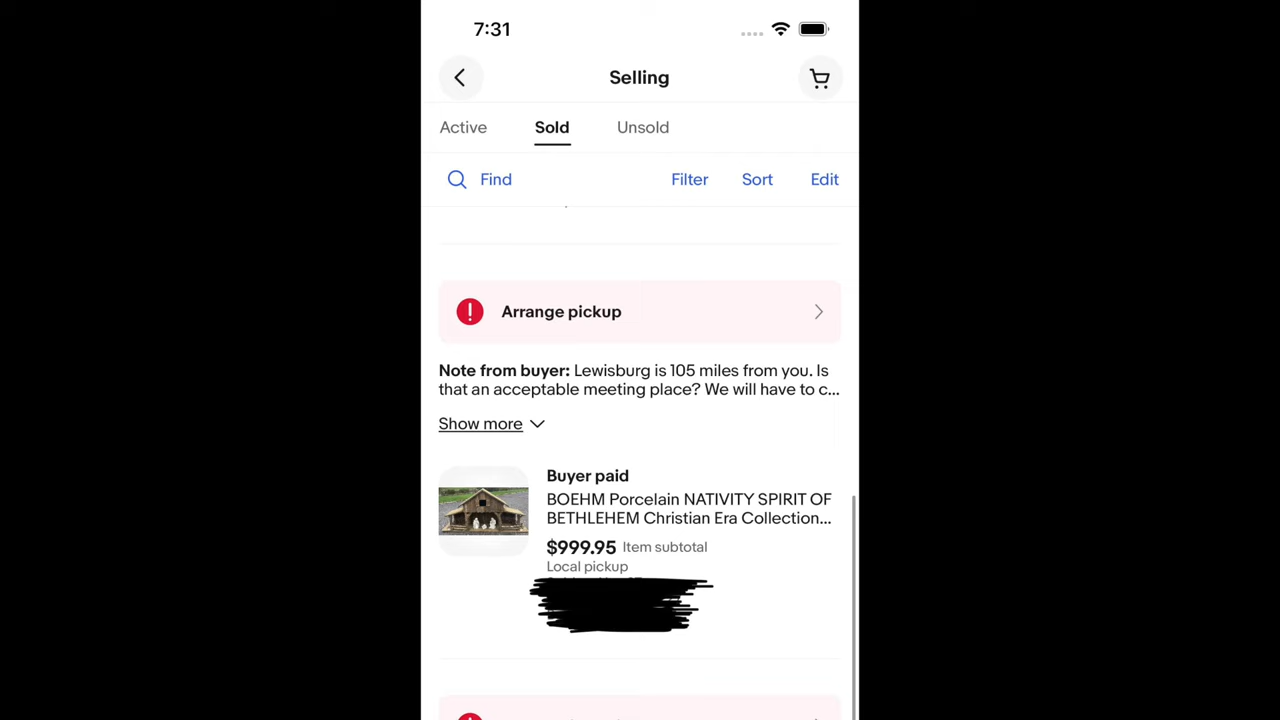 7:31
Selling
Active Sold Unsold
Find Filter Sort Edit
Arrange pickup
Note from buyer: Lewisburg is 105 miles from you. Is
that an acceptable meeting place? We will have to c...
Show more
Buyer paid
BOEHM Porcelain NATIVITY SPIRIT OF
BETHLEHEM Christian Era Collection...
$999.95 Item subtotal
Local pickup